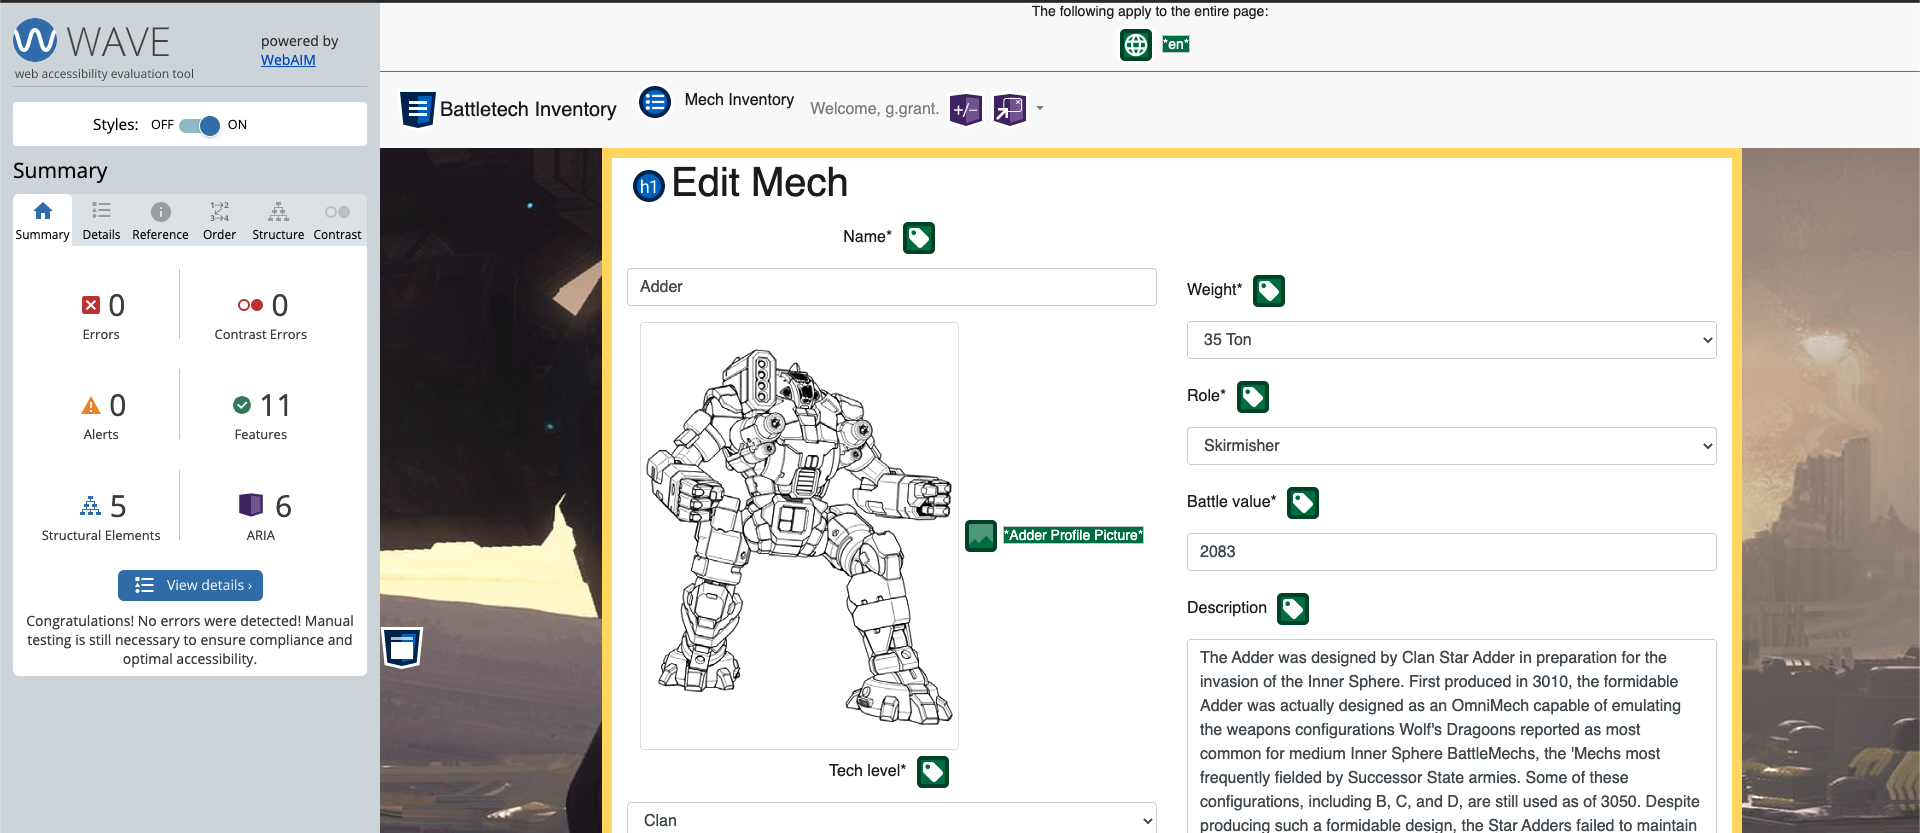 WAVE
powered by
WebAIM
web accessibility evaluation tool
Styles: OFF ON
Summary
Summary Details Reference Order Structure Contrast
1→2
3→4
0
Errors
0
Contrast Errors
0
Alerts
11
Features
5
Structural Elements
6
ARIA
View details ›
Congratulations! No errors were detected! Manual
testing is still necessary to ensure compliance and
optimal accessibility.
The following apply to the entire page:
*en*
Battletech Inventory
Mech Inventory
Welcome, g.grant.
+/-
h1 Edit Mech
Name*
Adder
*Adder Profile Picture*
Tech level*
Clan
Weight*
35 Ton
Role*
Skirmisher
Battle value*
2083
Description
The Adder was designed by Clan Star Adder in preparation for the
invasion of the Inner Sphere. First produced in 3010, the formidable
Adder was actually designed as an OmniMech capable of emulating
the weapons configurations Wolf's Dragoons reported as most
common for medium Inner Sphere BattleMechs, the 'Mechs most
frequently fielded by Successor State armies. Some of these
configurations, including B, C, and D, are still used as of 3050. Despite
producing such a formidable design, the Star Adders failed to maintain